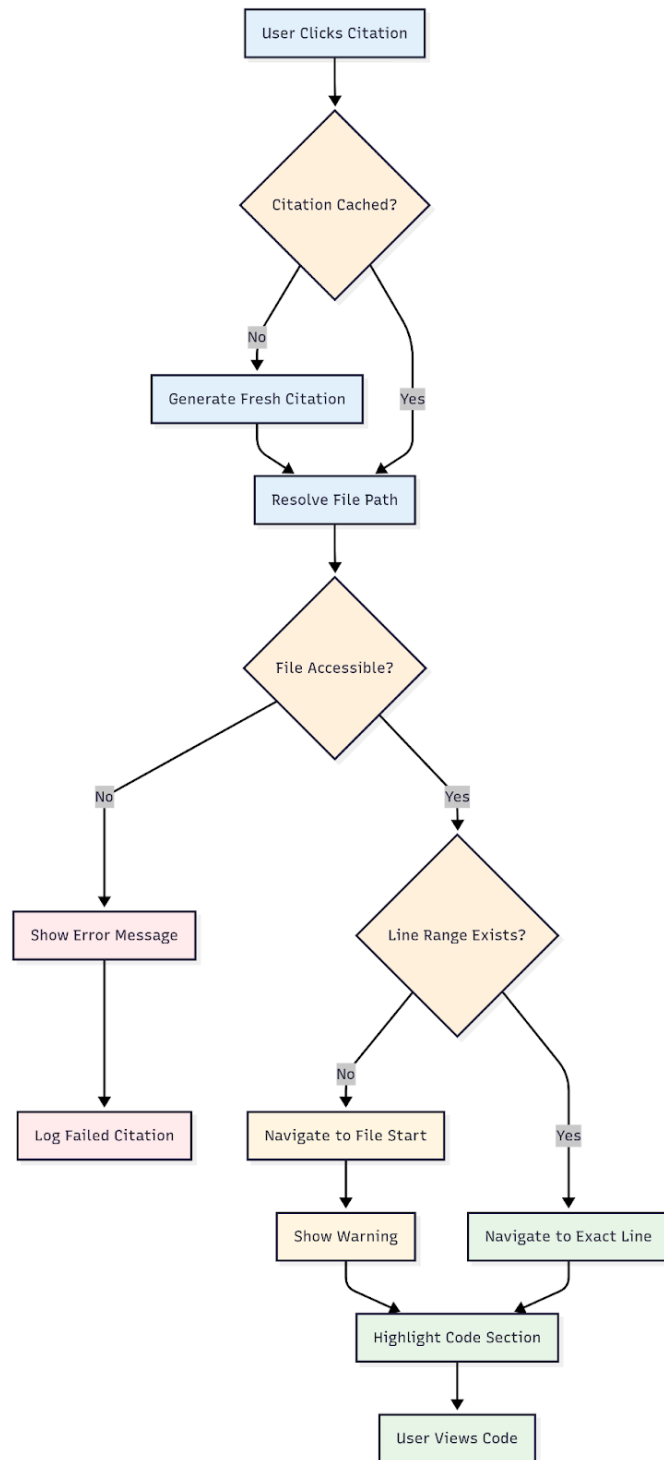 User Clicks Citation
Citation Cached?
No
Generate Fresh Citation
Yes
Resolve File Path
File Accessible?
No
Yes
Show Error Message
Line Range Exists?
No
Log Failed Citation
Navigate to File Start
Yes
Show Warning
Navigate to Exact Line
Highlight Code Section
User Views Code